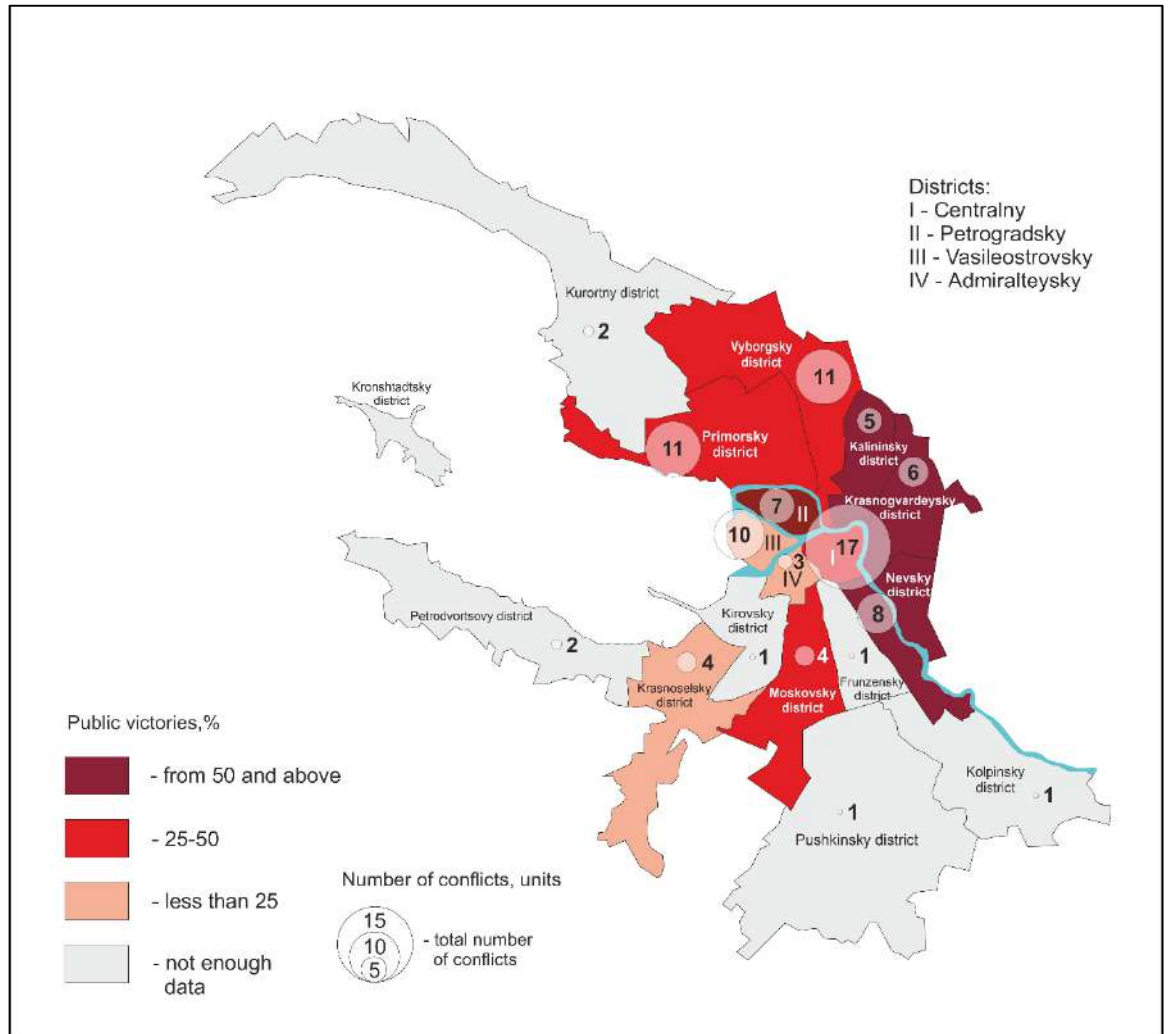 Districts:
I - Centralny
II - Petrogradsky
III - Vasileostrovsky
IV - Admiralteysky
Kurortny district
2
Vyborgsky
district
11
Kronshtadtsky
district
Primorsky
district
11
5
Kalininsky
district
6
Krasnogvardeysky
district
7
II
10
III
I
17
3
IV
Nevsky
district
8
Petrodvortsovy district
2
Kirovsky
district
1
4
Krasnoselsky
district
4
Moskovsky
district
1
Frunzensky
district
Kolpinsky
district
1
1
Pushkinsky district
Public victories,%
- from 50 and above
- 25-50
- less than 25
- not enough
data
Number of conflicts, units
15
10
5
- total number
of conflicts